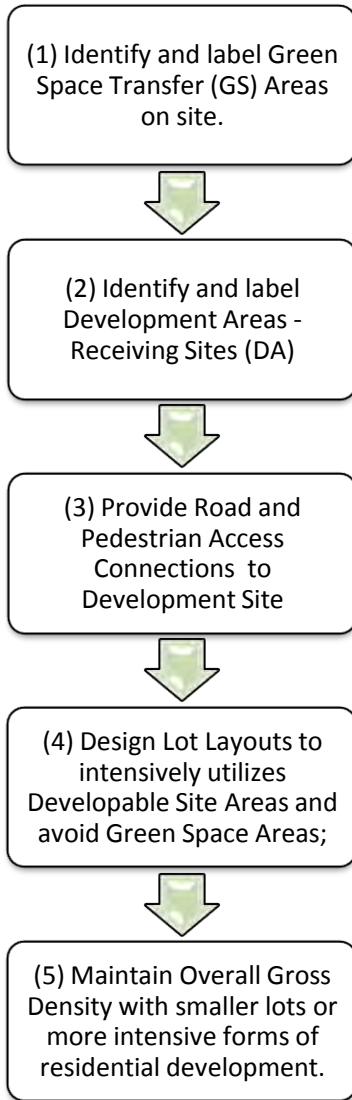 (1) Identify and label Green
Space Transfer (GS) Areas
on site.
(2) Identify and label
Development Areas -
Receiving Sites (DA)
(3) Provide Road and
Pedestrian Access
Connections to
Development Site
(4) Design Lot Layouts to
intensively utilizes
Developable Site Areas and
avoid Green Space Areas;
(5) Maintain Overall Gross
Density with smaller lots or
more intensive forms of
residential development.